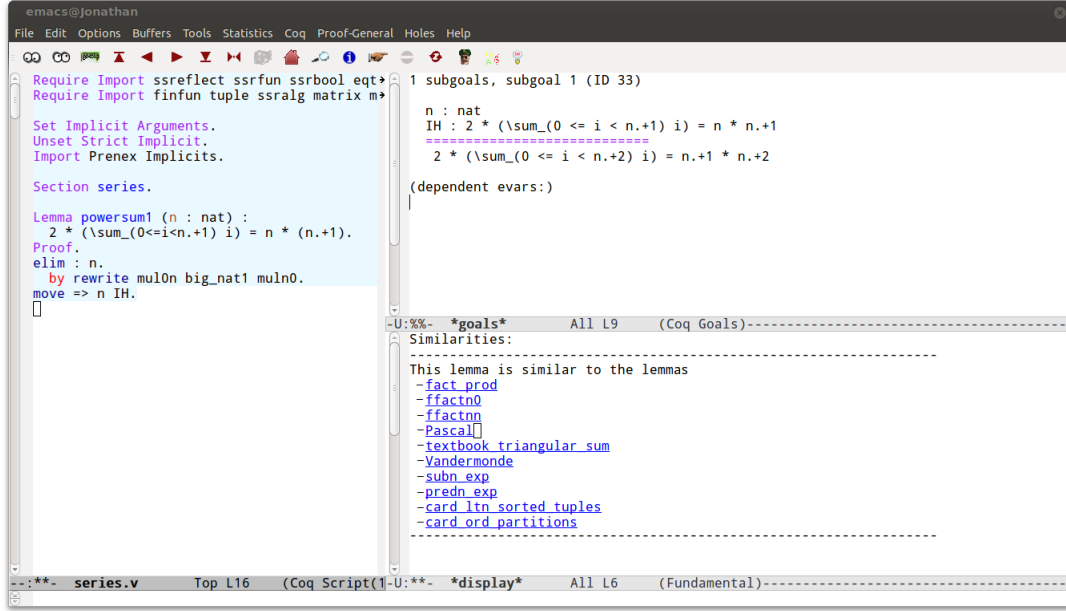 emacs@Jonathan
File Edit Options Buffers Tools Statistics Coq Proof-General Holes Help
Require Import ssreflect ssrfun ssrbool eqt
Require Import finfun tuple ssralg matrix m
Set Implicit Arguments.
Unset Strict Implicit.
Import Prenex Implicits.
Section series.
Lemma powersum1 (n : nat) :
2 * (\sum_(0<=i<n.+1) i) = n * (n.+1).
Proof.
elim : n.
by rewrite mul0n big_nat1 muln0.
move => n IH.
--:**- series.v Top L16 (Coq Script(1
1 subgoals, subgoal 1 (ID 33)
n : nat
IH : 2 * (\sum_(0 <= i < n.+1) i) = n * n.+1
============================
2 * (\sum_(0 <= i < n.+2) i) = n.+1 * n.+2
(dependent evars:)
-U:%%- *goals* All L9 (Coq Goals)----------------------------------------
Similarities:
------------------------------------------------------------------
This lemma is similar to the lemmas
-fact_prod
-ffactn0
-ffactnn
-Pascal
-textbook_triangular_sum
-Vandermonde
-subn_exp
-predn_exp
-card_ltn_sorted_tuples
-card_ord_partitions
------------------------------------------------------------------
-U:**- *display* All L6 (Fundamental)--------------------------------------